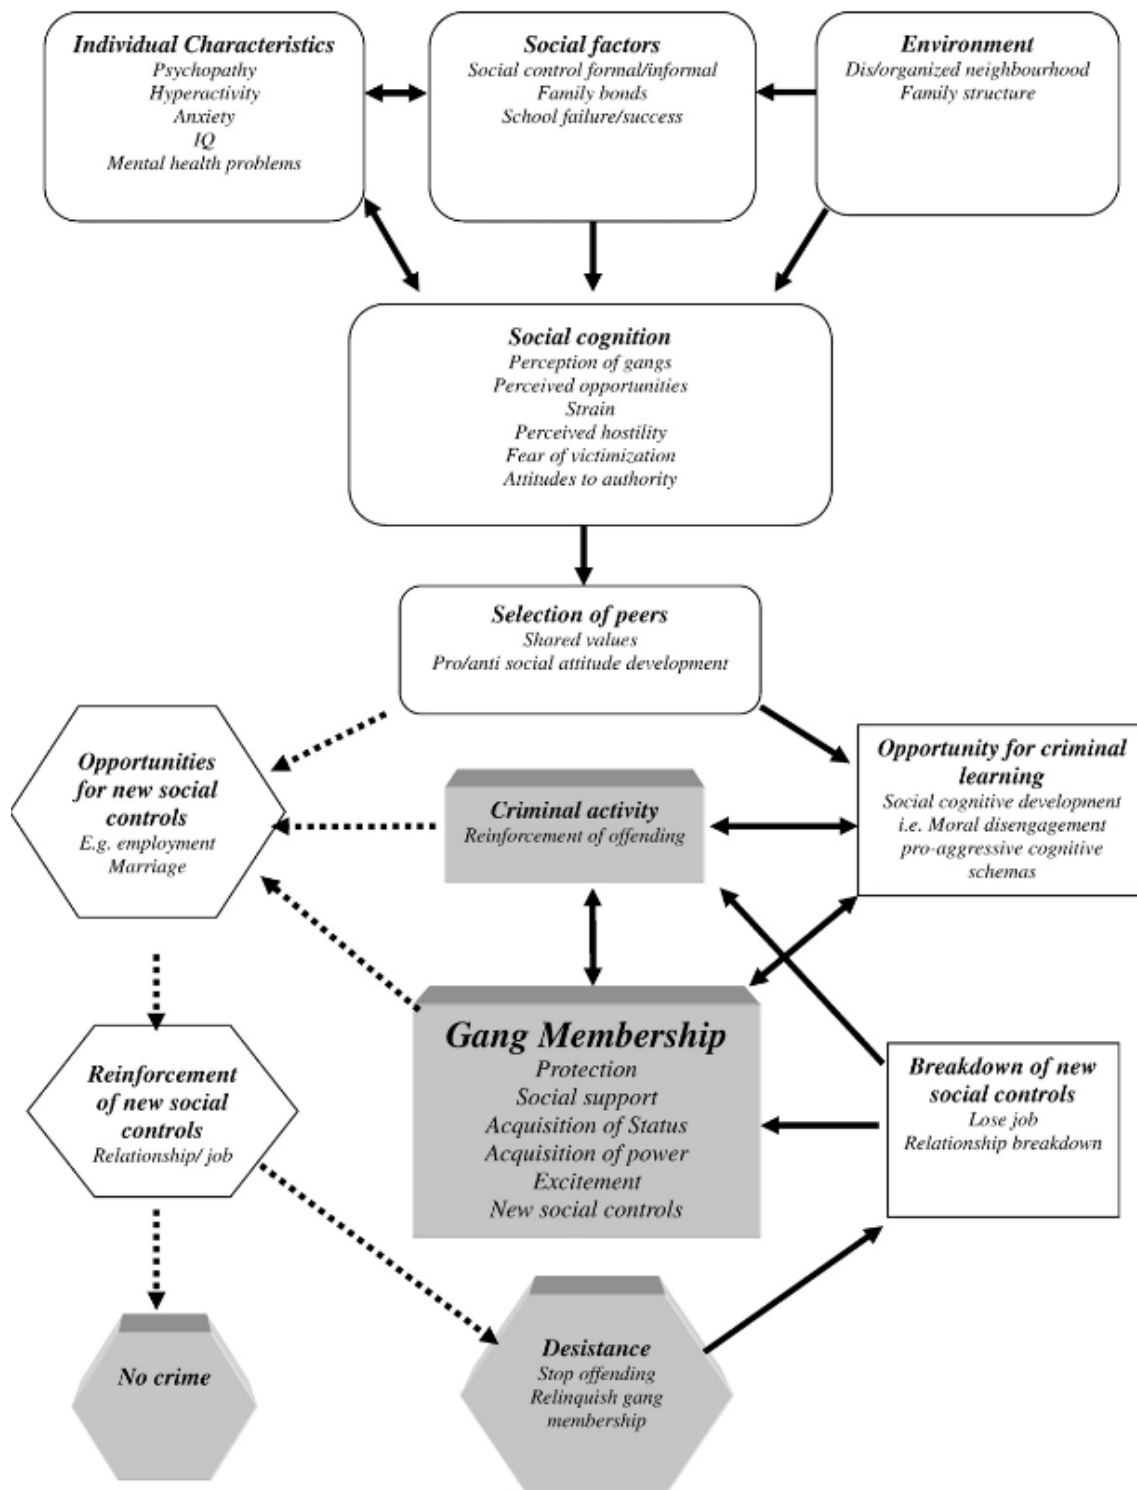 Individual Characteristics
Psychopathy
Hyperactivity
Anxiety
IQ
Mental health problems
Social factors
Social control formal/informal
Family bonds
School failure/success
Environment
Dis/organized neighbourhood
Family structure
Social cognition
Perception of gangs
Perceived opportunities
Strain
Perceived hostility
Fear of victimization
Attitudes to authority
Selection of peers
Shared values
Pro/anti social attitude development
Opportunities
for new social
controls
E.g. employment
Marriage
Criminal activity
Reinforcement of offending
Opportunity for criminal
learning
Social cognitive development
i.e. Moral disengagement
pro-aggressive cognitive
schemas
Gang Membership
Protection
Social support
Acquisition of Status
Acquisition of power
Excitement
New social controls
Reinforcement
of new social
controls
Relationship/ job
Breakdown of new
social controls
Lose job
Relationship breakdown
No crime
Desistance
Stop offending
Relinquish gang
membership